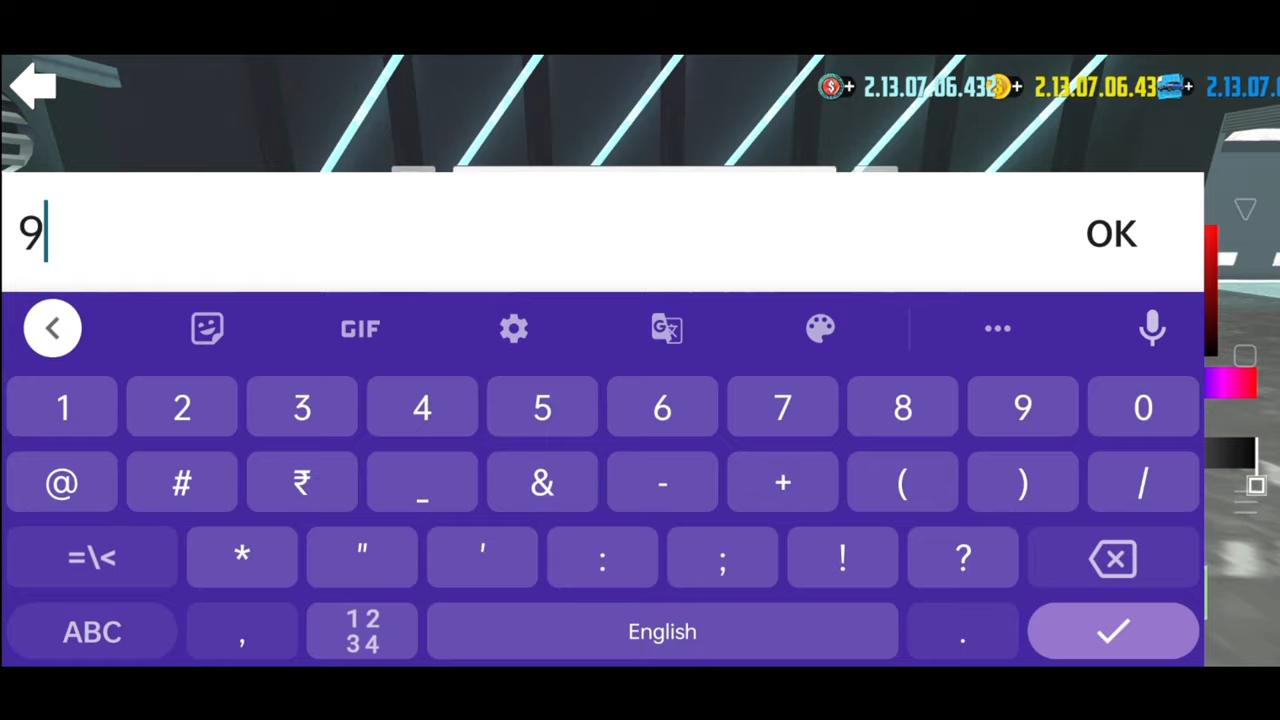 2.13.07.06.432 2.13.07.06.43 2.13.07.
9 OK
GIF
1 2 3 4 5 6 7 8 9 0
@ # ₹ _ & - + ( ) /
=\< * " ' : ; ! ?
ABC , 12 34 English .